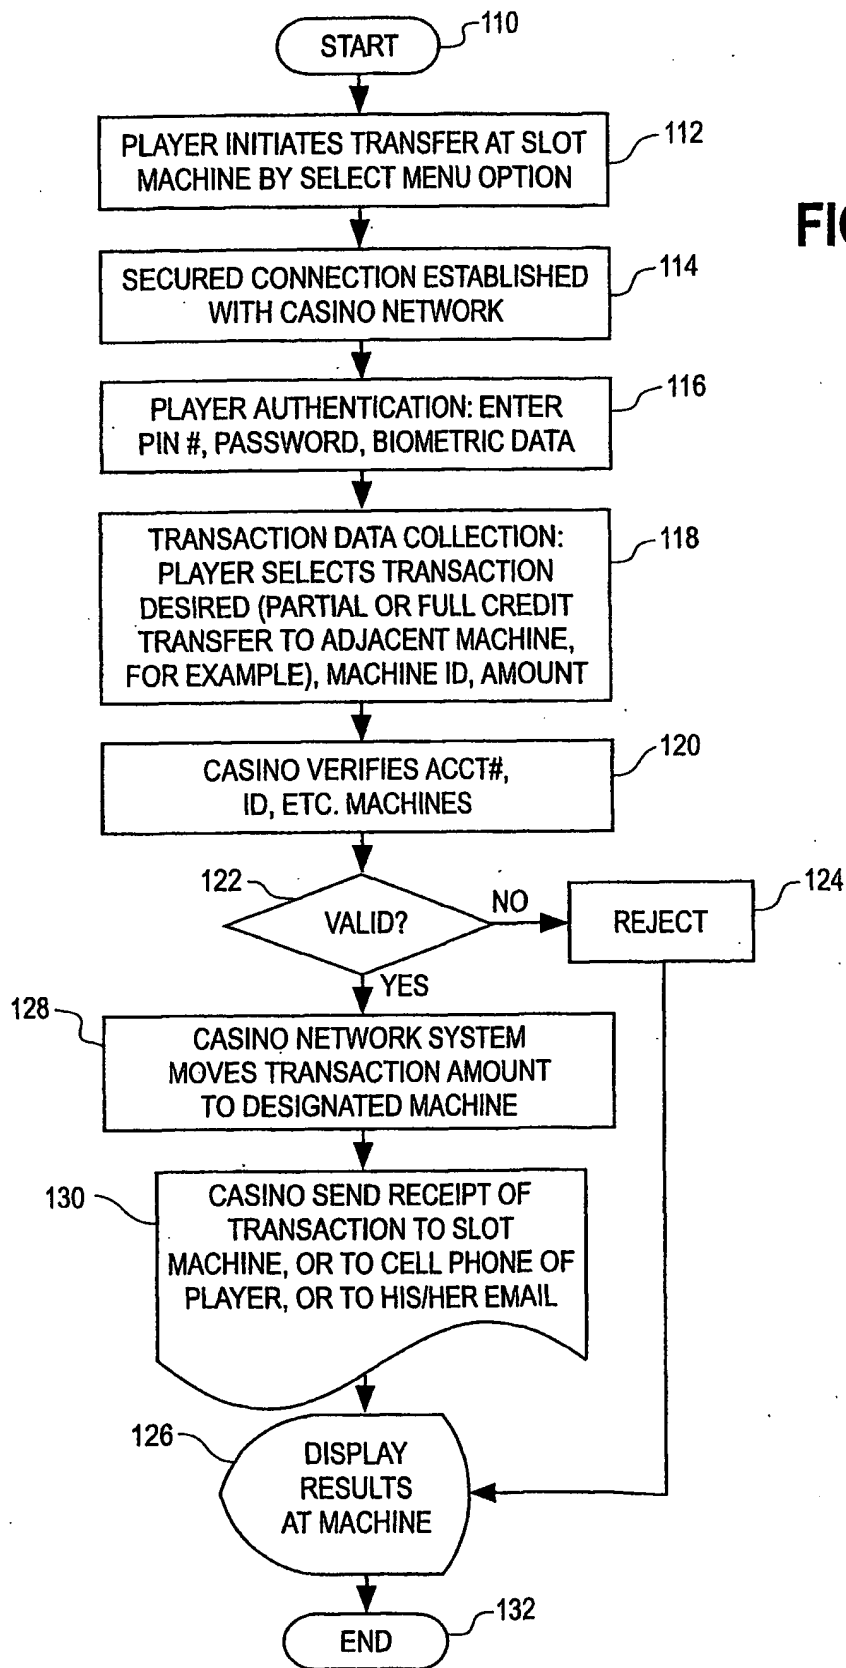 START
110
PLAYER INITIATES TRANSFER AT SLOT
MACHINE BY SELECT MENU OPTION
112
FIG
SECURED CONNECTION ESTABLISHED
WITH CASINO NETWORK
114
PLAYER AUTHENTICATION: ENTER
PIN #, PASSWORD, BIOMETRIC DATA
116
TRANSACTION DATA COLLECTION:
PLAYER SELECTS TRANSACTION
DESIRED (PARTIAL OR FULL CREDIT
TRANSFER TO ADJACENT MACHINE,
FOR EXAMPLE), MACHINE ID, AMOUNT
118
CASINO VERIFIES ACCT#,
ID, ETC. MACHINES
120
122
VALID?
NO
REJECT
124
YES
128
CASINO NETWORK SYSTEM
MOVES TRANSACTION AMOUNT
TO DESIGNATED MACHINE
130
CASINO SEND RECEIPT OF
TRANSACTION TO SLOT
MACHINE, OR TO CELL PHONE OF
PLAYER, OR TO HIS/HER EMAIL
126
DISPLAY
RESULTS
AT MACHINE
END
132